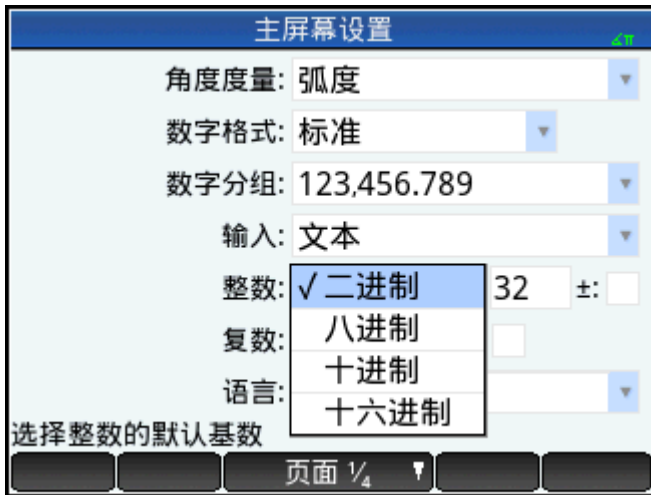 主屏幕设置
∡π
角度度量: 弧度
数字格式: 标准
数字分组: 123,456.789
输入: 文本
整数: √ 二进制 32 ±:
八进制
复数:
十进制
语言:
十六进制
选择整数的默认基数
页面 ¼